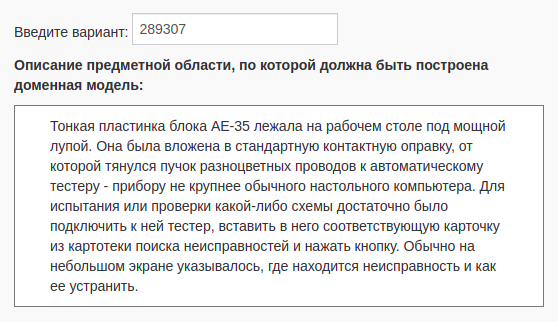 Введите вариант: 289307
Описание предметной области, по которой должна быть построена
доменная модель:
Тонкая пластинка блока АЕ-35 лежала на рабочем столе под мощной
лупой. Она была вложена в стандартную контактную оправку, от
которой тянулся пучок разноцветных проводов к автоматическому
тестеру - прибору не крупнее обычного настольного компьютера. Для
испытания или проверки какой-либо схемы достаточно было
подключить к ней тестер, вставить в него соответствующую карточку
из картотеки поиска неисправностей и нажать кнопку. Обычно на
небольшом экране указывалось, где находится неисправность и как
ее устранить.